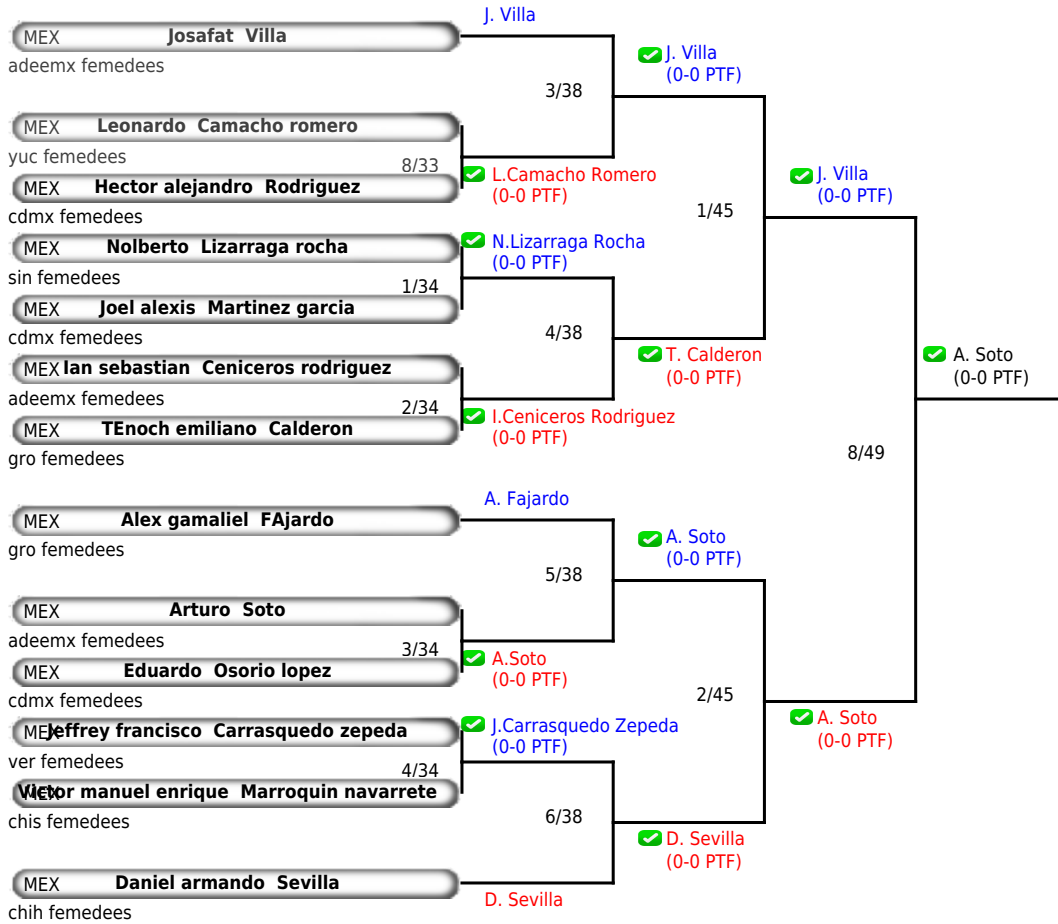 J. Villa
MEX Josafat Villa
adeemx femedees
J. Villa
(0-0 PTF)
3/38
MEX Leonardo Camacho romero
yuc femedees
8/33
L.Camacho Romero
(0-0 PTF)
MEX Hector alejandro Rodriguez
cdmx femedees
J. Villa
(0-0 PTF)
1/45
MEX Nolberto Lizarraga rocha
sin femedees
N.Lizarraga Rocha
(0-0 PTF)
1/34
MEX Joel alexis Martinez garcia
cdmx femedees
4/38
T. Calderon
(0-0 PTF)
MEX Ian sebastian Ceniceros rodriguez
adeemx femedees
2/34
I.Ceniceros Rodriguez
(0-0 PTF)
MEX TEnoch emiliano Calderon
gro femedees
A. Soto
(0-0 PTF)
8/49
A. Fajardo
MEX Alex gamaliel FAjardo
gro femedees
A. Soto
(0-0 PTF)
5/38
MEX Arturo Soto
adeemx femedees
3/34
A.Soto
(0-0 PTF)
MEX Eduardo Osorio lopez
cdmx femedees
2/45
A. Soto
(0-0 PTF)
MEX Jeffrey francisco Carrasquedo zepeda
ver femedees
J.Carrasquedo Zepeda
(0-0 PTF)
4/34
MEX Victor manuel enrique Marroquin navarrete
chis femedees
6/38
D. Sevilla
(0-0 PTF)
MEX Daniel armando Sevilla
chih femedees
D. Sevilla